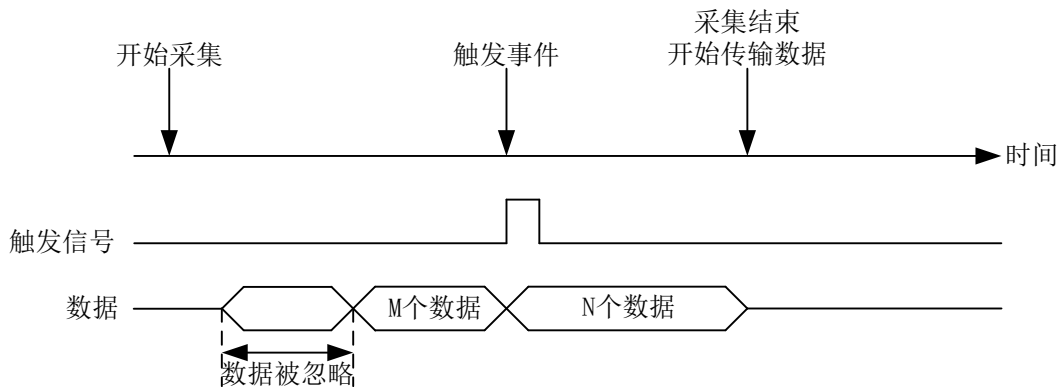 采集结束
开始采集
触发事件
开始传输数据
时间
触发信号
数据
M个数据
N个数据
数据被忽略